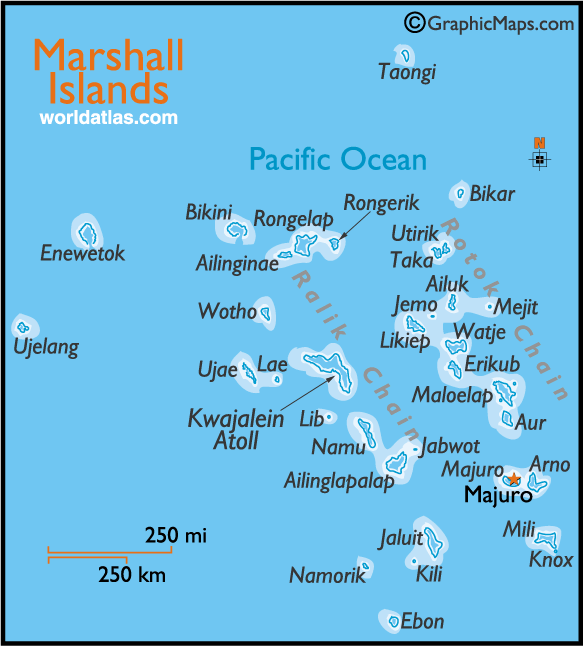 ©GraphicMaps.com
Marshall
Islands
worldatlas.com
Taongi
Pacific Ocean
N
Bikar
Rongerik
Bikini
Rongelap
Utirik
Enewetok
Taka
Ailinginae
Rotok Chain
Ralik Chain
Ailuk
Jemo
Mejit
Wotho
Likiep
Watje
Ujelang
Ujae
Lae
Erikub
Maloelap
Kwajalein
Atoll
Lib
Aur
Namu
Jabwot
Ailinglapalap
Majuro
Arno
Majuro
250 mi
250 km
Jaluit
Mili
Knox
Namorik
Kili
Ebon